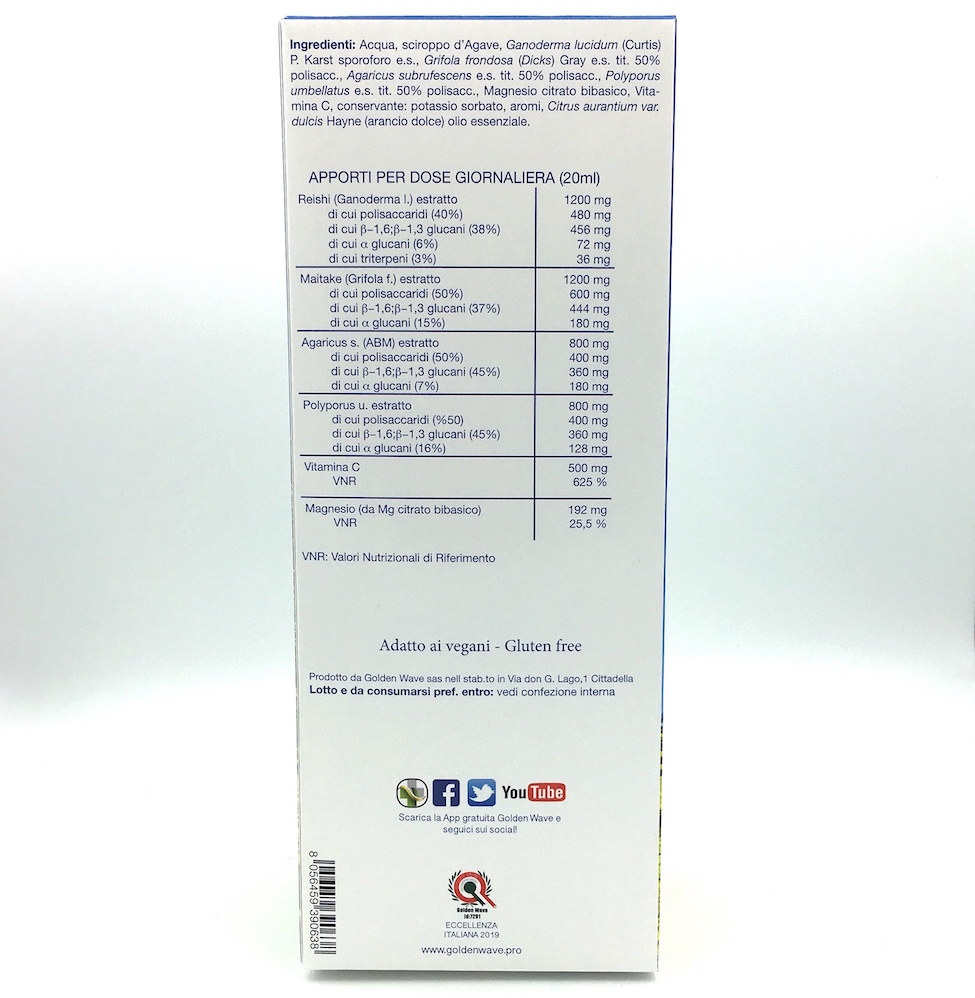 Ingredienti: Acqua, sciroppo d'Agave, Ganoderma lucidum (Curtis)
P. Karst sporoforo e.s., Grifola frondosa (Dicks) Gray e.s. tit. 50%
polisacc., Agaricus subrufescens e.s. tit. 50% polisacc., Polyporus
umbellatus e.s. tit. 50% polisacc., Magnesio citrato bibasico, Vita-
mina C, conservante: potassio sorbato, aromi, Citrus aurantium var.
dulcis Hayne (arancio dolce) olio essenziale.
APPORTI PER DOSE GIORNALIERA (20ml)
Reishi (Ganoderma l.) estratto 1200 mg
di cui polisaccaridi (40%) 480 mg
di cui β–1,6;β–1,3 glucani (38%) 456 mg
di cui α glucani (6%) 72 mg
di cui triterpeni (3%) 36 mg
Maitake (Grifola f.) estratto 1200 mg
di cui polisaccaridi (50%) 600 mg
di cui β–1,6;β–1,3 glucani (37%) 444 mg
di cui α glucani (15%) 180 mg
Agaricus s. (ABM) estratto 800 mg
di cui polisaccaridi (50%) 400 mg
di cui β–1,6;β–1,3 glucani (45%) 360 mg
di cui α glucani (7%) 180 mg
Polyporus u. estratto 800 mg
di cui polisaccaridi (%50) 400 mg
di cui β–1,6;β–1,3 glucani (45%) 360 mg
di cui α glucani (16%) 128 mg
Vitamina C 500 mg
VNR 625 %
Magnesio (da Mg citrato bibasico) 192 mg
VNR 25,5 %
VNR: Valori Nutrizionali di Riferimento
Adatto ai vegani - Gluten free
Prodotto da Golden Wave sas nell stab.to in Via don G. Lago,1 Cittadella
Lotto e da consumarsi pref. entro: vedi confezione interna
f YouTube
Scarica la App gratuita Golden Wave e
seguici sui social!
8 056459 390638
Golden Wave
id:7201
ECCELLENZA
ITALIANA 2019
www.goldenwave.pro